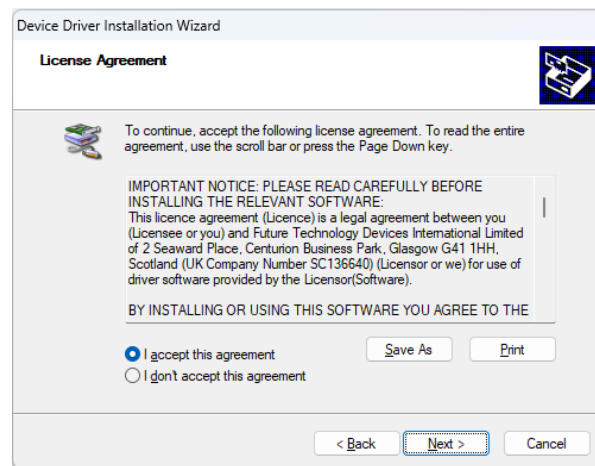 Device Driver Installation Wizard
License Agreement
To continue, accept the following license agreement. To read the entire
agreement, use the scroll bar or press the Page Down key.
IMPORTANT NOTICE: PLEASE READ CAREFULLY BEFORE
INSTALLING THE RELEVANT SOFTWARE:
This licence agreement (Licence) is a legal agreement between you
(Licensee or you) and Future Technology Devices International Limited
of 2 Seaward Place, Centurion Business Park, Glasgow G41 1HH,
Scotland (UK Company Number SC136640) (Licensor or we) for use of
driver software provided by the Licensor(Software).
BY INSTALLING OR USING THIS SOFTWARE YOU AGREE TO THE
I accept this agreement
Save As
Print
I don't accept this agreement
< Back
Next >
Cancel